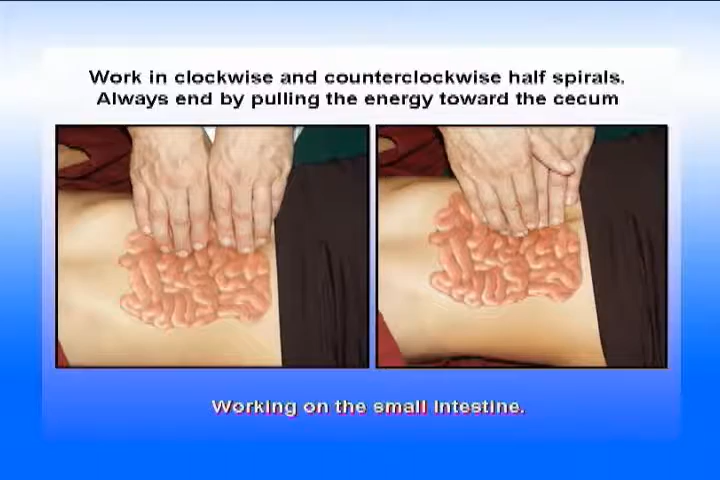 Work in clockwise and counterclockwise half spirals.
Always end by pulling the energy toward the cecum
Working on the small intestine.